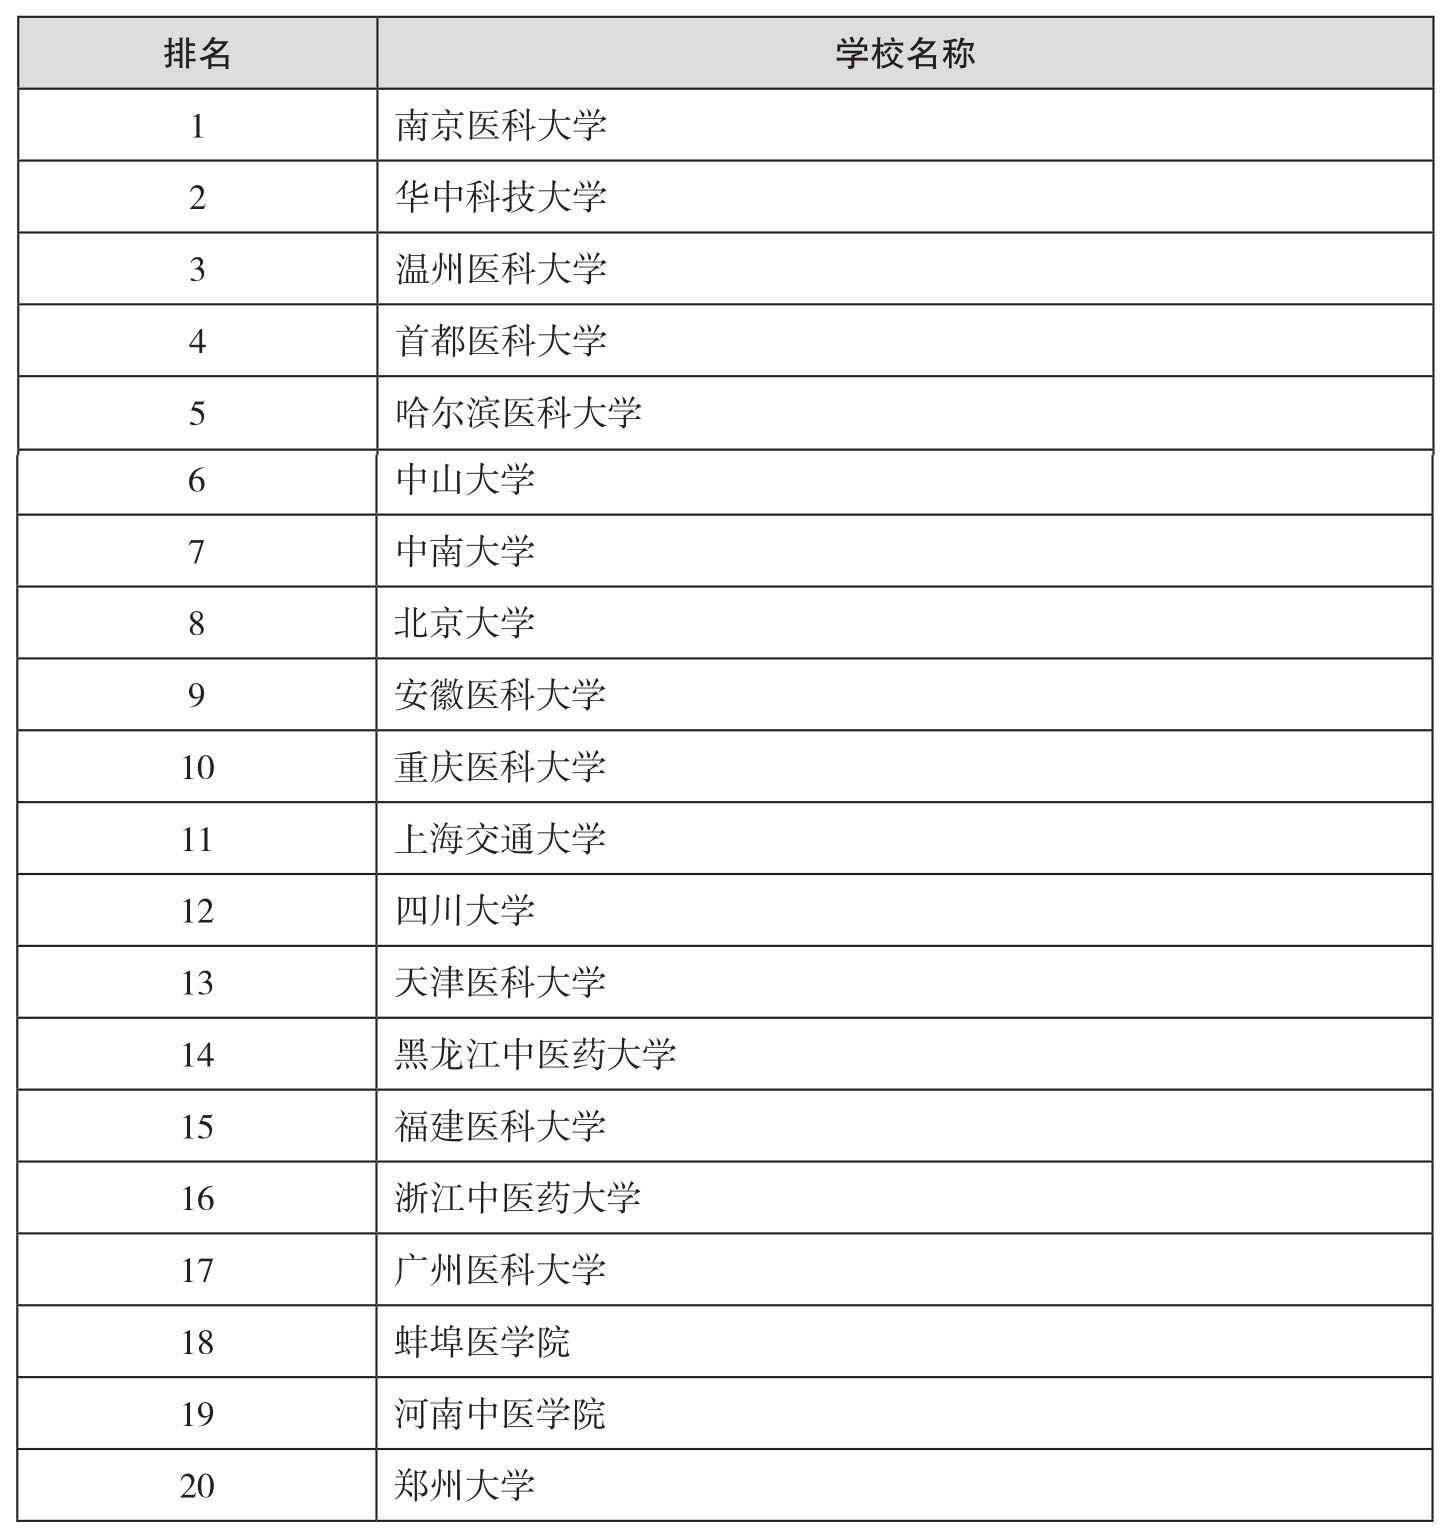 排名 学校名称
1 南京医科大学
2 华中科技大学
3 温州医科大学
4 首都医科大学
5 哈尔滨医科大学
6 中山大学
7 中南大学
8 北京大学
9 安徽医科大学
10 重庆医科大学
11 上海交通大学
12 四川大学
13 天津医科大学
14 黑龙江中医药大学
15 福建医科大学
16 浙江中医药大学
17 广州医科大学
18 蚌埠医学院
19 河南中医学院
20 郑州大学